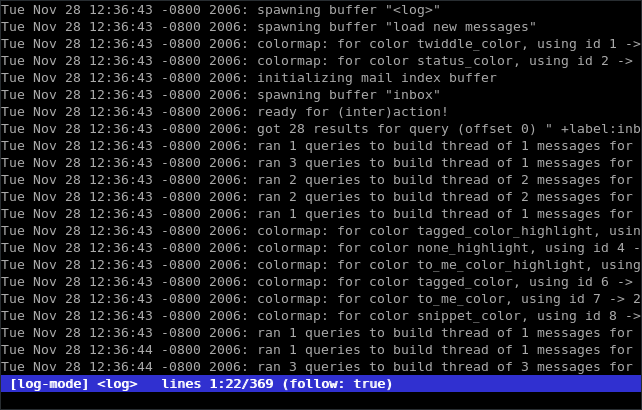 Tue Nov 28 12:36:43 -0800 2006: spawning buffer "<log>"
Tue Nov 28 12:36:43 -0800 2006: spawning buffer "load new messages"
Tue Nov 28 12:36:43 -0800 2006: colormap: for color twiddle_color, using id 1 ->
Tue Nov 28 12:36:43 -0800 2006: colormap: for color status_color, using id 2 ->
Tue Nov 28 12:36:43 -0800 2006: initializing mail index buffer
Tue Nov 28 12:36:43 -0800 2006: spawning buffer "inbox"
Tue Nov 28 12:36:43 -0800 2006: ready for (inter)action!
Tue Nov 28 12:36:43 -0800 2006: got 28 results for query (offset 0) " +label:inb
Tue Nov 28 12:36:43 -0800 2006: ran 1 queries to build thread of 1 messages for
Tue Nov 28 12:36:43 -0800 2006: ran 3 queries to build thread of 1 messages for
Tue Nov 28 12:36:43 -0800 2006: ran 2 queries to build thread of 2 messages for
Tue Nov 28 12:36:43 -0800 2006: ran 2 queries to build thread of 2 messages for
Tue Nov 28 12:36:43 -0800 2006: ran 1 queries to build thread of 1 messages for
Tue Nov 28 12:36:43 -0800 2006: colormap: for color tagged_color_highlight, usin
Tue Nov 28 12:36:43 -0800 2006: colormap: for color none_highlight, using id 4 -
Tue Nov 28 12:36:43 -0800 2006: colormap: for color to_me_color_highlight, using
Tue Nov 28 12:36:43 -0800 2006: colormap: for color tagged_color, using id 6 ->
Tue Nov 28 12:36:43 -0800 2006: colormap: for color to_me_color, using id 7 -> 2
Tue Nov 28 12:36:43 -0800 2006: colormap: for color snippet_color, using id 8 ->
Tue Nov 28 12:36:43 -0800 2006: ran 1 queries to build thread of 1 messages for
Tue Nov 28 12:36:44 -0800 2006: ran 1 queries to build thread of 1 messages for
Tue Nov 28 12:36:44 -0800 2006: ran 3 queries to build thread of 3 messages for
[log-mode] <log>   lines 1:22/369 (follow: true)